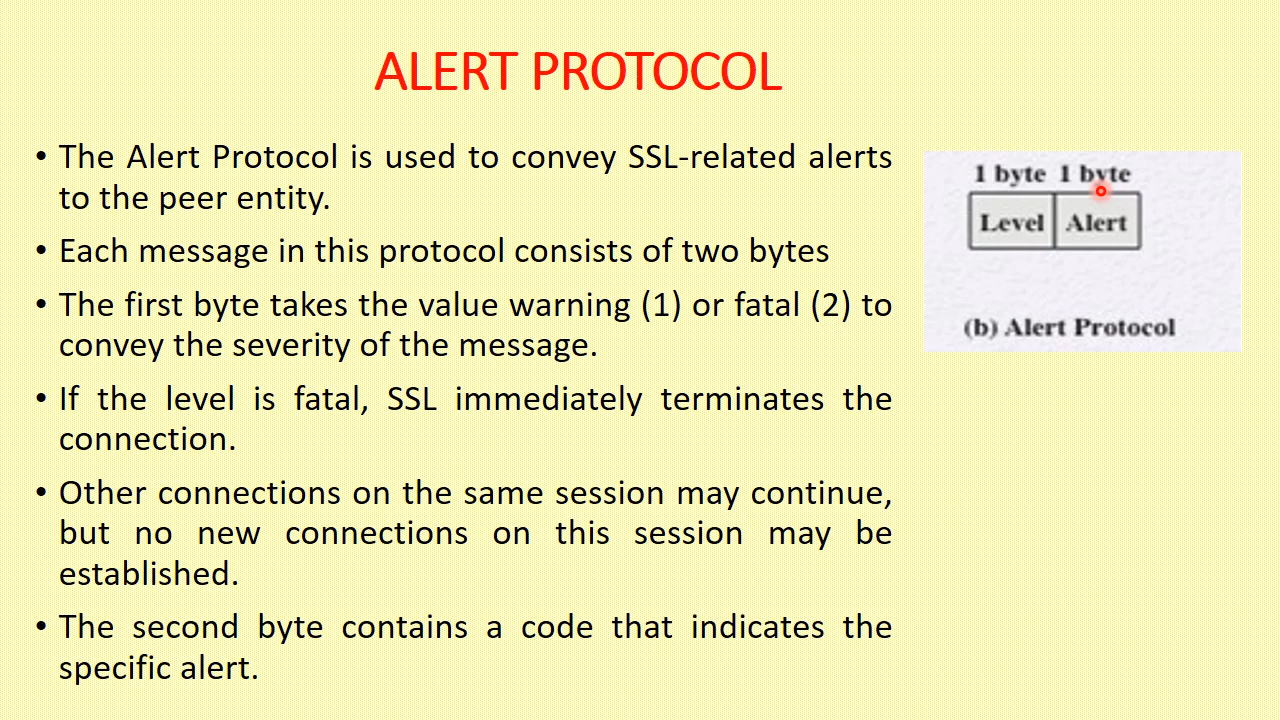 ALERT PROTOCOL
• The Alert Protocol is used to convey SSL-related alerts
to the peer entity.
• Each message in this protocol consists of two bytes
• The first byte takes the value warning (1) or fatal (2) to
convey the severity of the message.
• If the level is fatal, SSL immediately terminates the
connection.
• Other connections on the same session may continue,
but no new connections on this session may be
established.
• The second byte contains a code that indicates the
specific alert.
1 byte 1 byte
Level Alert
(b) Alert Protocol